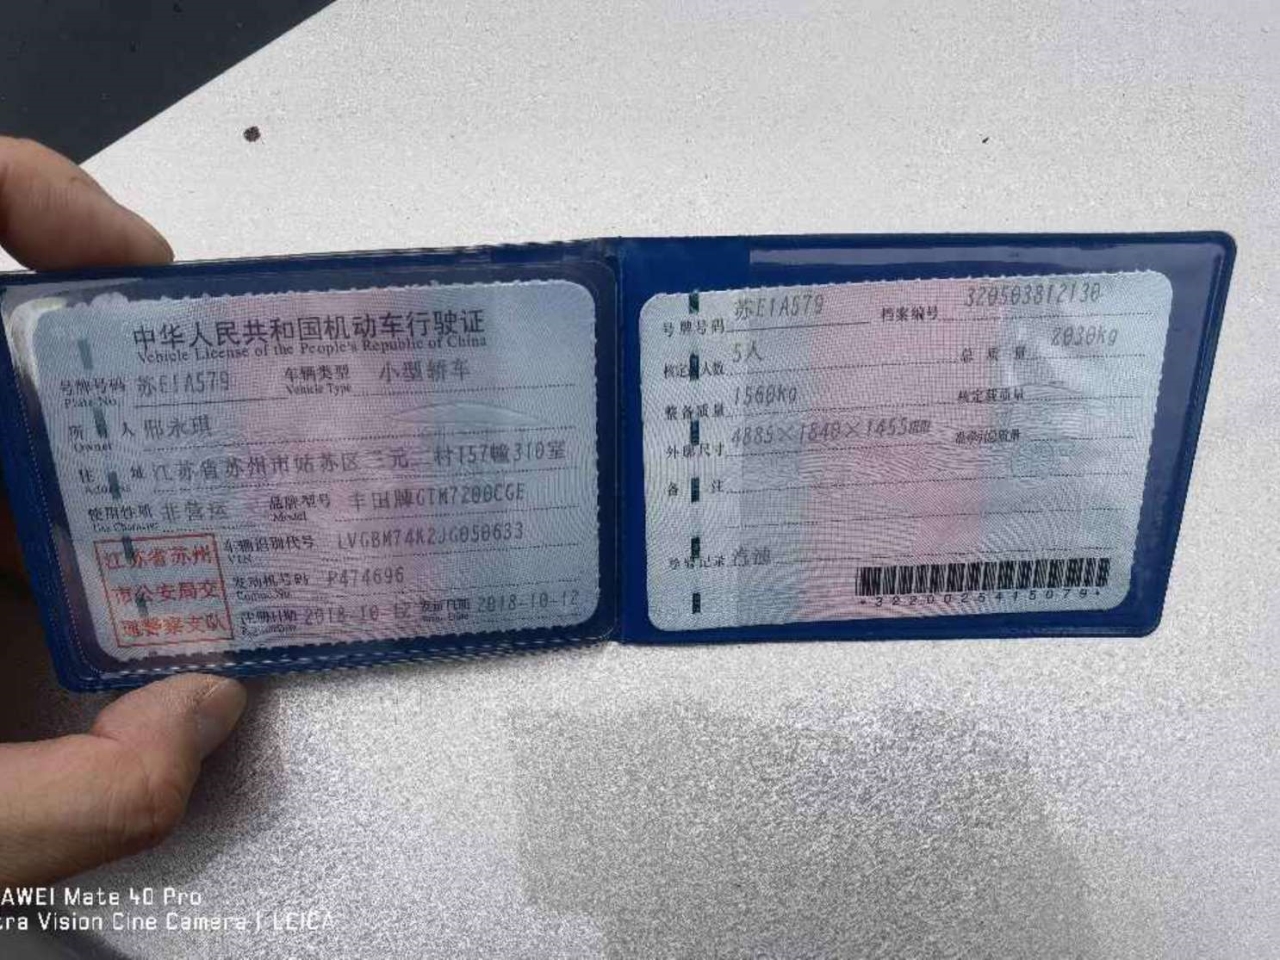 中华人民共和国机动车行驶证
Vehicle License of the People's Republic of China
号牌号码 苏E1A579 车辆类型 小型轿车
Plate No. Vehicle Type
所 人 邢永琪
Owner
住 址 江苏省苏州市姑苏区三元二村157幢310室
Address
使用性质 非营运 品牌型号 丰田牌GTM7200CGE
Use Character Model
江苏省苏州
市公安局交
通警察支队
车辆识别代号 LVGBM74K2JG050633
VIN
发动机号码 R474696
Engine No.
注册日期 2018-10-12 发证日期 2018-10-12
号牌号码 苏E1A579 档案编号 320503812130
核定 人数 5人 总 质 量 2030kg
整备质量 1560kg 核定载质量
外廓尺寸 4885×1840×1455
备 注
检验记录 汽油
*3220025415079*
AWEI Mate 40 Pro
tra Vision Cine Camera | LEICA